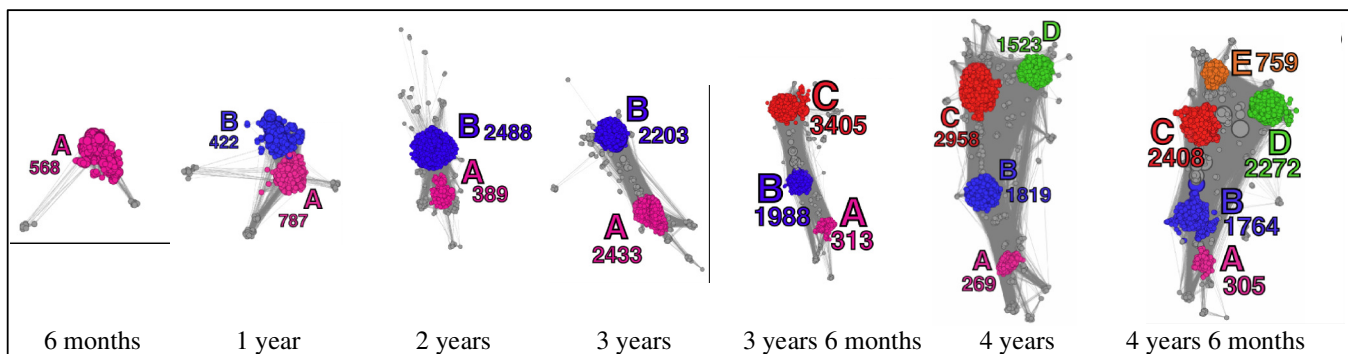 A
568
6 months
B
422
A
787
1 year
B 2488
A
389
2 years
B
2203
A
2433
3 years
C
3405
B
1988
A
313
3 years 6 months
1523 D
C
2958
B
1819
A
269
4 years
E 759
C
2408
D
2272
B
1764
A
305
4 years 6 months